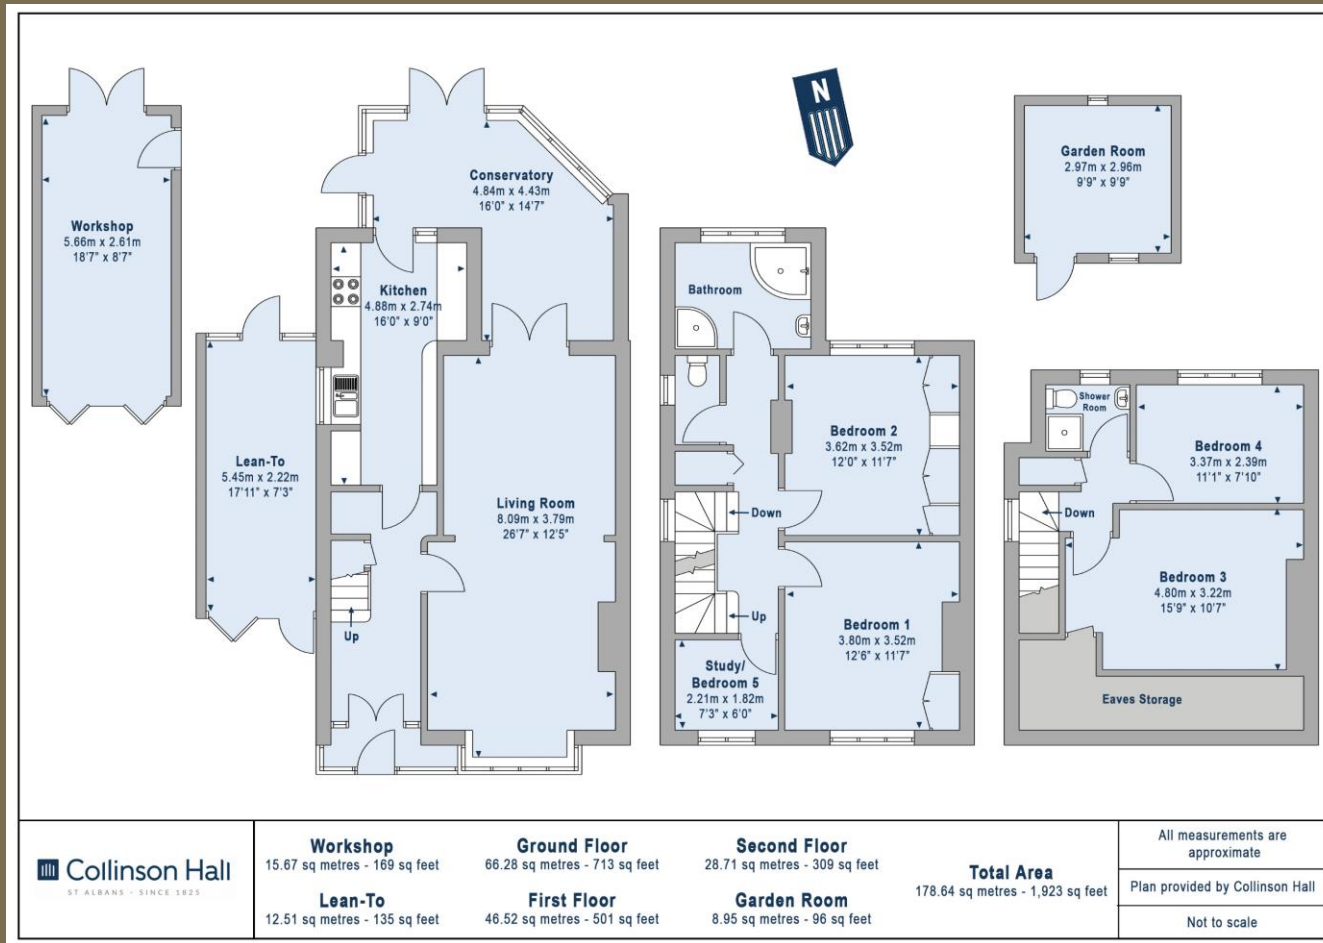 N
Workshop
5.66m x 2.61m
18'7" x 8'7"
Conservatory
4.84m x 4.43m
16'0" x 14'7"
Kitchen
4.88m x 2.74m
16'0" x 9'0"
Lean-To
5.45m x 2.22m
17'11" x 7'3"
Living Room
8.09m x 3.79m
26'7" x 12'5"
Up
Bathroom
Bedroom 2
3.62m x 3.52m
12'0" x 11'7"
Down
Up
Bedroom 1
3.80m x 3.52m
12'6" x 11'7"
Study/
Bedroom 5
2.21m x 1.82m
7'3" x 6'0"
Garden Room
2.97m x 2.96m
9'9" x 9'9"
Shower
Room
Bedroom 4
3.37m x 2.39m
11'1" x 7'10"
Down
Bedroom 3
4.80m x 3.22m
15'9" x 10'7"
Eaves Storage
Collinson Hall
ST ALBANS - SINCE 1825
Workshop
15.67 sq metres - 169 sq feet
Lean-To
12.51 sq metres - 135 sq feet
Ground Floor
66.28 sq metres - 713 sq feet
First Floor
46.52 sq metres - 501 sq feet
Second Floor
28.71 sq metres - 309 sq feet
Garden Room
8.95 sq metres - 96 sq feet
Total Area
178.64 sq metres - 1,923 sq feet
All measurements are
approximate
Plan provided by Collinson Hall
Not to scale